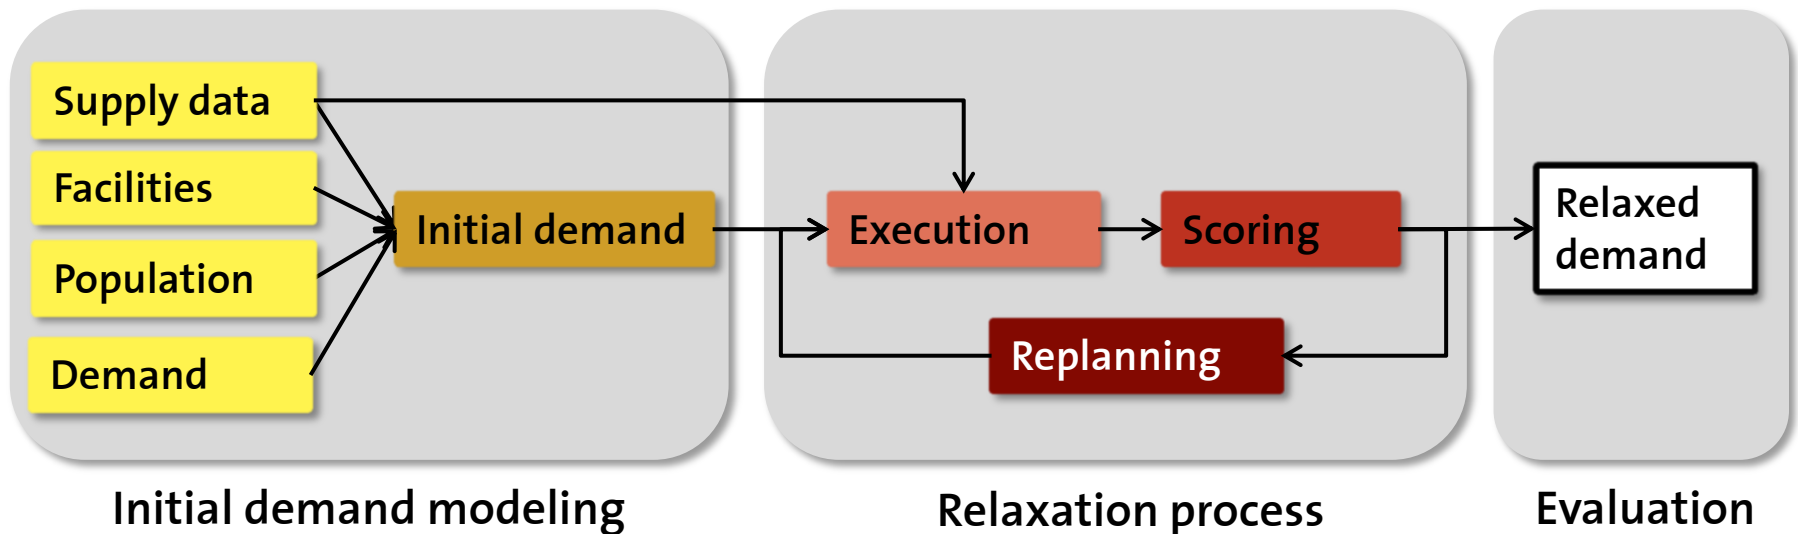 Supply data
Facilities
Population
Demand
Initial demand
Execution
Scoring
Replanning
Relaxed
demand
Initial demand modeling
Relaxation process
Evaluation